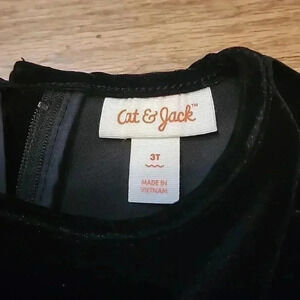 Cat & Jack™
3T
MADE IN
VIETNAM